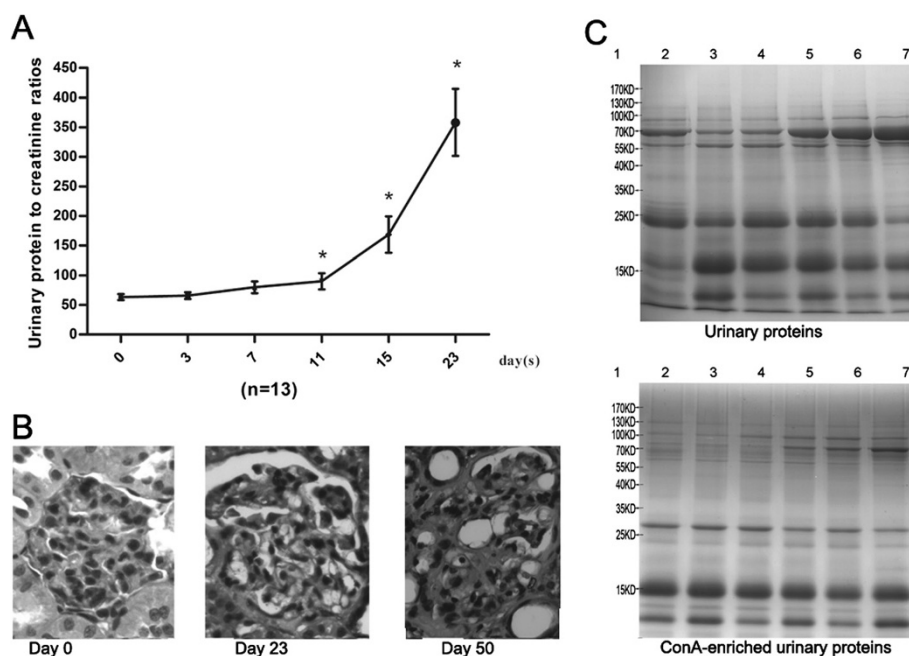 A
Urinary protein to creatinine ratios
450
400
350
300
250
200
150
100
50
0
*
*
*
0 3 7 11 15 23 day(s)
(n=13)
B
Day 0 Day 23 Day 50
C
1 2 3 4 5 6 7
170KD
130KD
100KD
70KD
55KD
40KD
35KD
25KD
15KD
Urinary proteins
1 2 3 4 5 6 7
170KD
130KD
100KD
70KD
55KD
40KD
35KD
25KD
15KD
ConA-enriched urinary proteins